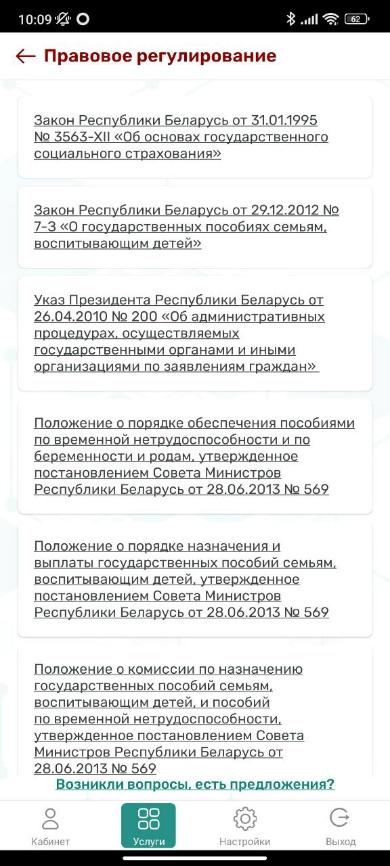 10:09
62
Правовое регулирование
Закон Республики Беларусь от 31.01.1995
№ 3563-XII «Об основах государственного
социального страхования»
Закон Республики Беларусь от 29.12.2012 №
7-З «О государственных пособиях семьям,
воспитывающим детей»
Указ Президента Республики Беларусь от
26.04.2010 № 200 «Об административных
процедурах, осуществляемых
государственными органами и иными
организациями по заявлениям граждан»
Положение о порядке обеспечения пособиями
по временной нетрудоспособности и по
беременности и родам, утвержденное
постановлением Совета Министров
Республики Беларусь от 28.06.2013 № 569
Положение о порядке назначения и
выплаты государственных пособий семьям,
воспитывающим детей, утвержденное
постановлением Совета Министров
Республики Беларусь от 28.06.2013 № 569
Положение о комиссии по назначению
государственных пособий семьям,
воспитывающим детей, и пособий
по временной нетрудоспособности,
утвержденное постановлением Совета
Министров Республики Беларусь от
28.06.2013 № 569
Возникли вопросы, есть предложения?
Кабинет
Услуги
Настройки
Выход